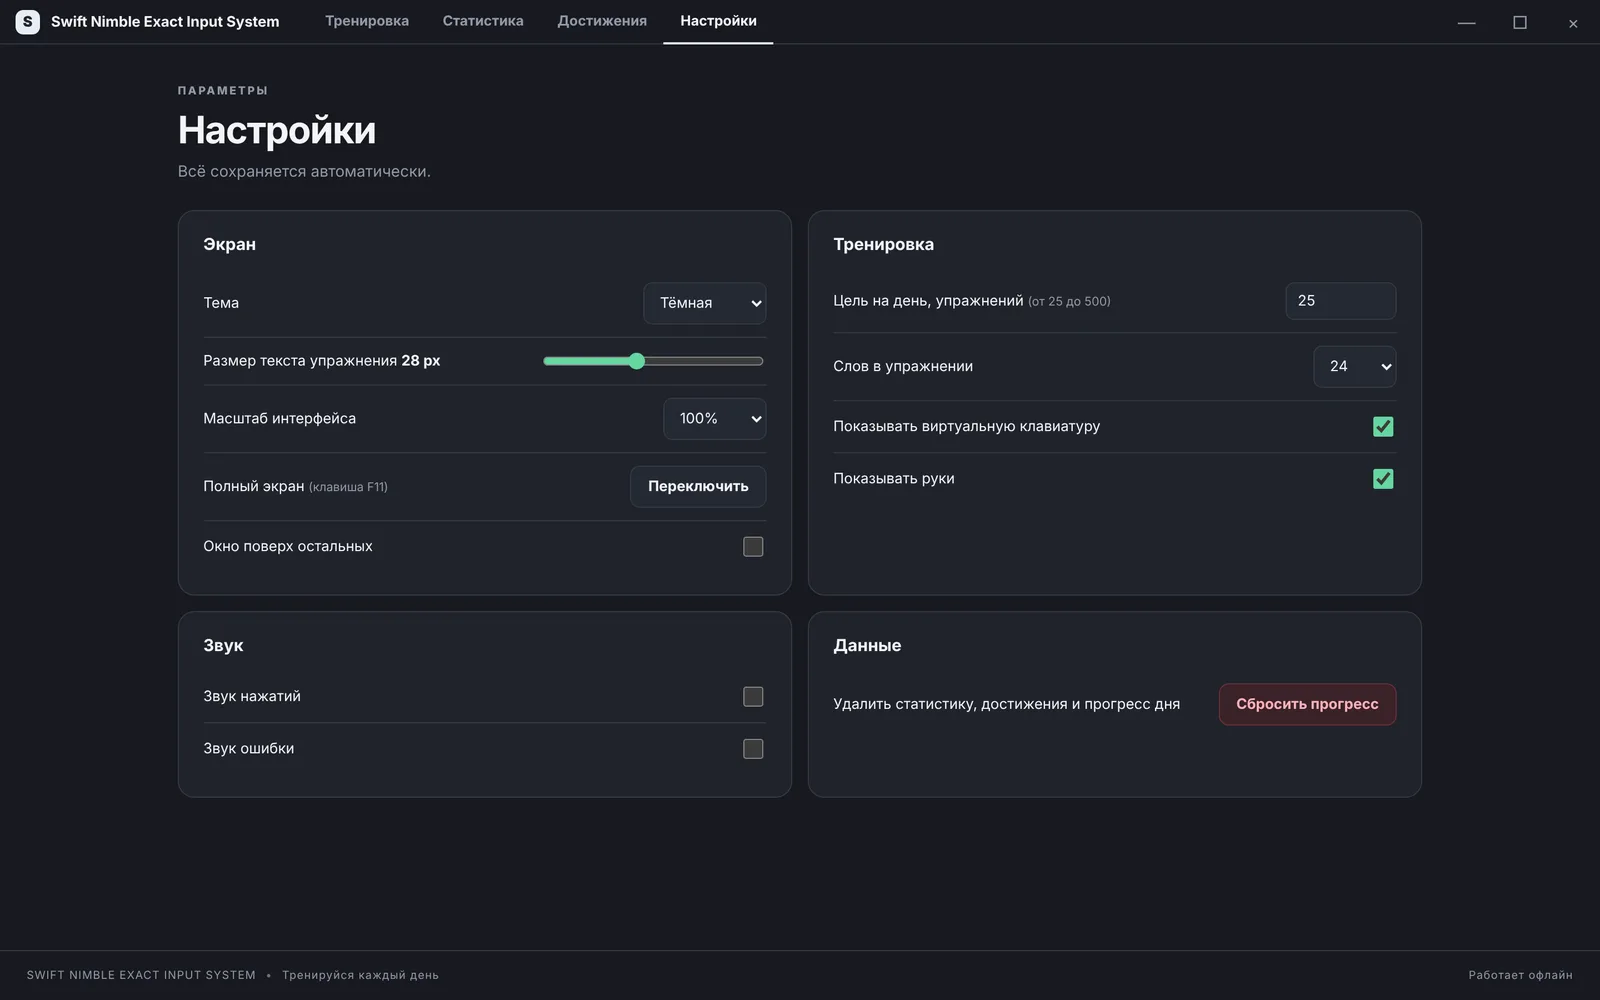 S Swift Nimble Exact Input System Тренировка Статистика Достижения Настройки
ПАРАМЕТРЫ
Настройки
Всё сохраняется автоматически.
Экран
Тема Тёмная
Размер текста упражнения 28 px
Масштаб интерфейса 100%
Полный экран (клавиша F11) Переключить
Окно поверх остальных
Тренировка
Цель на день, упражнений (от 25 до 500) 25
Слов в упражнении 24
Показывать виртуальную клавиатуру
Показывать руки
Звук
Звук нажатий
Звук ошибки
Данные
Удалить статистику, достижения и прогресс дня Сбросить прогресс
SWIFT NIMBLE EXACT INPUT SYSTEM • Тренируйся каждый день Работает офлайн